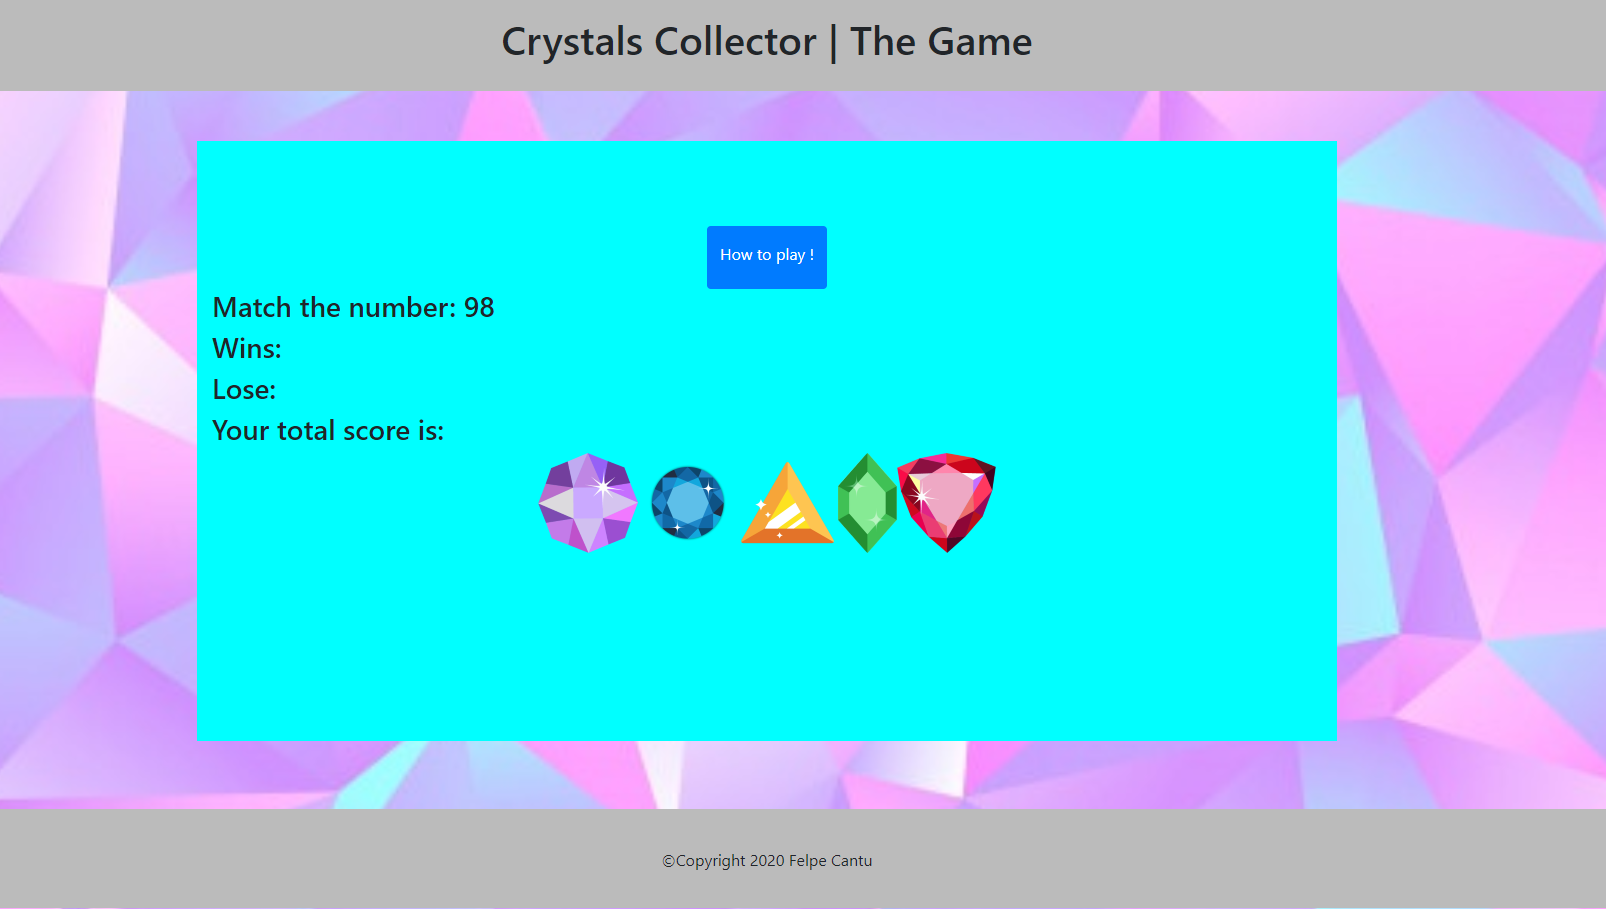 Crystals Collector | The Game
How to play !
Match the number: 98
Wins:
Lose:
Your total score is:
©Copyright 2020 Felpe Cantu